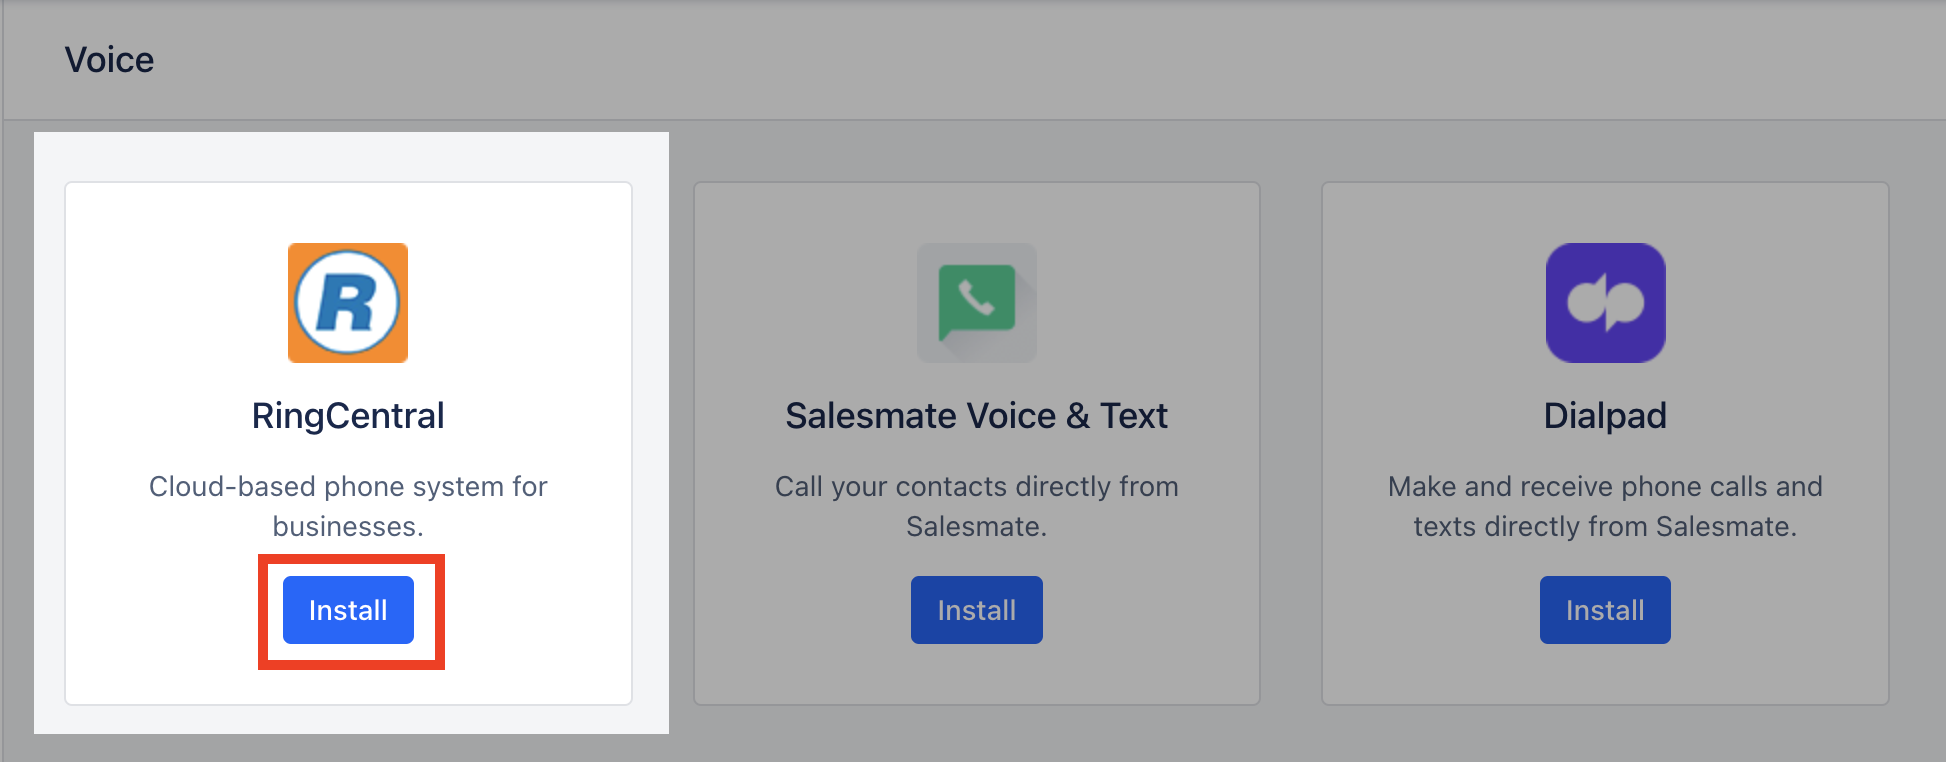 Voice
R
RingCentral
Cloud-based phone system for
businesses.
Install
Salesmate Voice & Text
Call your contacts directly from
Salesmate.
Install
dp
Dialpad
Make and receive phone calls and
texts directly from Salesmate.
Install